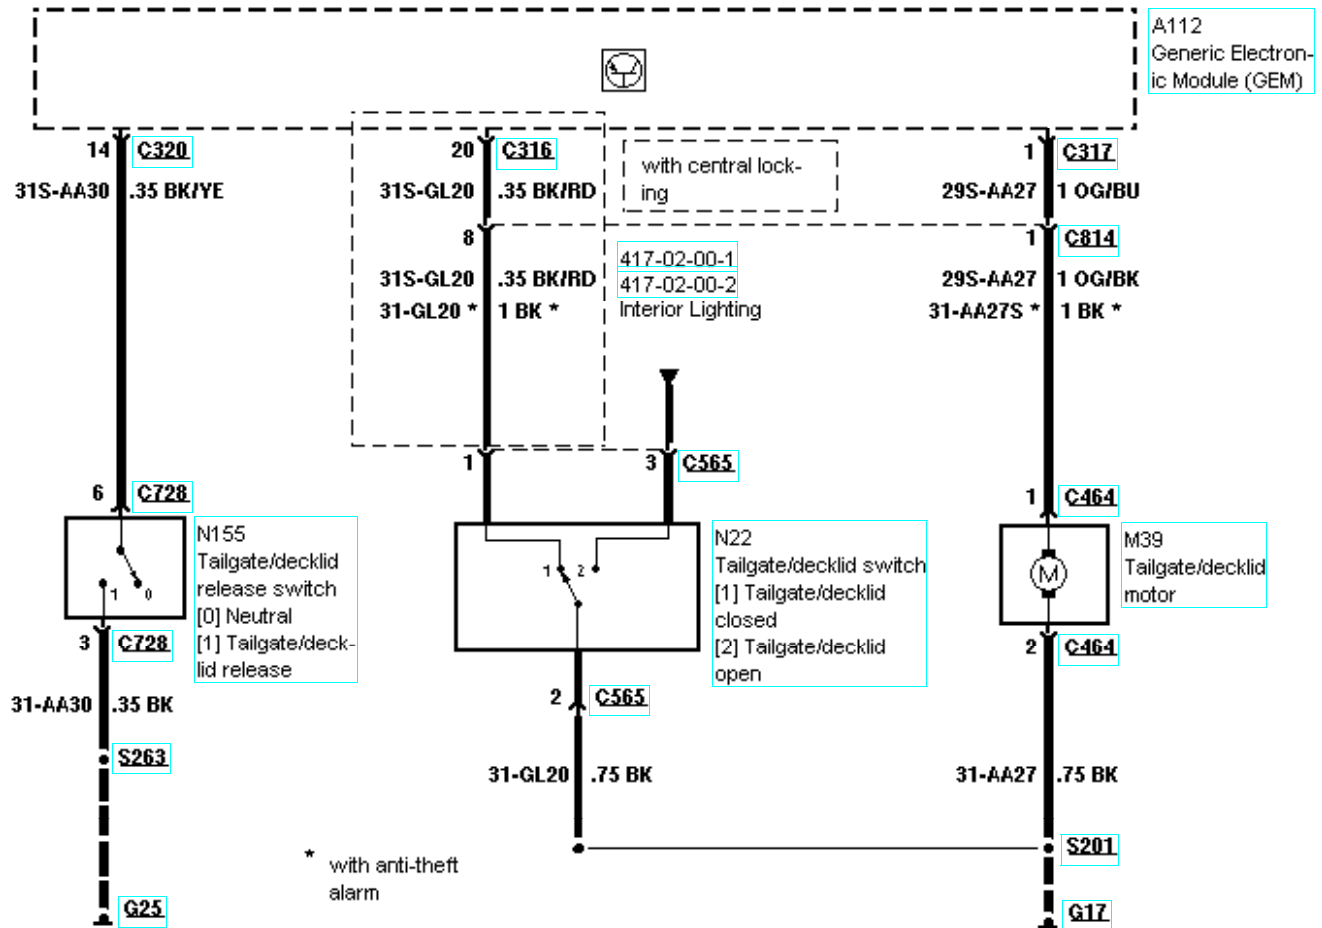 A112
Generic Electron-
ic Module (GEM)
14 C320
20 C316
1 C317
with central lock-
ing
31S-AA30 .35 BK/YE
31S-GL20 .35 BK/RD
29S-AA27 1 OG/BU
8
1 C814
417-02-00-1
417-02-00-2
Interior Lighting
31S-GL20 .35 BK/RD
31-GL20 * 1 BK *
29S-AA27 1 OG/BK
31-AA27S * 1 BK *
1
3 C565
6 C728
1 C464
N155
Tailgate/decklid
release switch
[0] Neutral
[1] Tailgate/deck-
lid release
1 0
N22
Tailgate/decklid switch
[1] Tailgate/decklid
closed
[2] Tailgate/decklid
open
1 2
M39
Tailgate/decklid
motor
M
3 C728
2 C464
31-AA30 .35 BK
2 C565
S263
31-GL20 .75 BK
31-AA27 .75 BK
S201
* with anti-theft
alarm
G25
G17